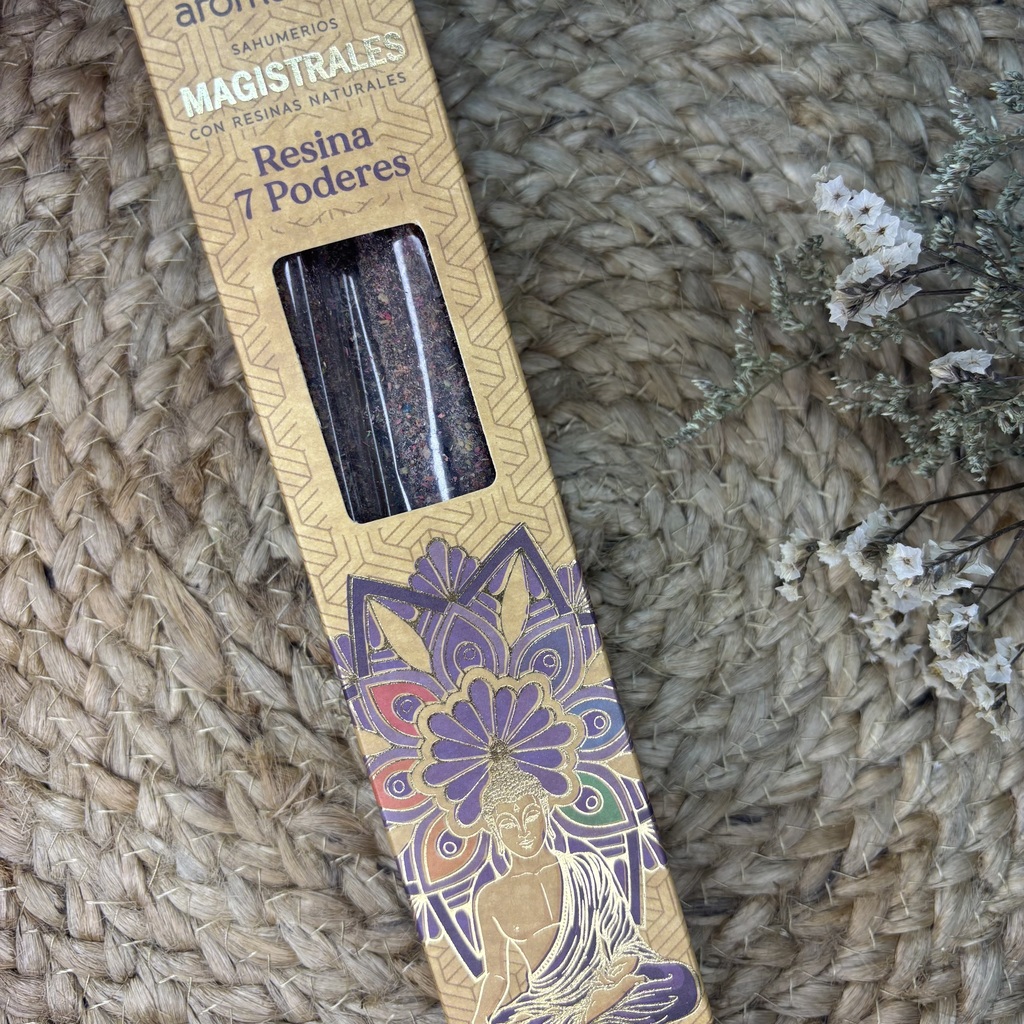 SAHUMERIOS
MAGISTRALES
CON RESINAS NATURALES
Resina
7 Poderes